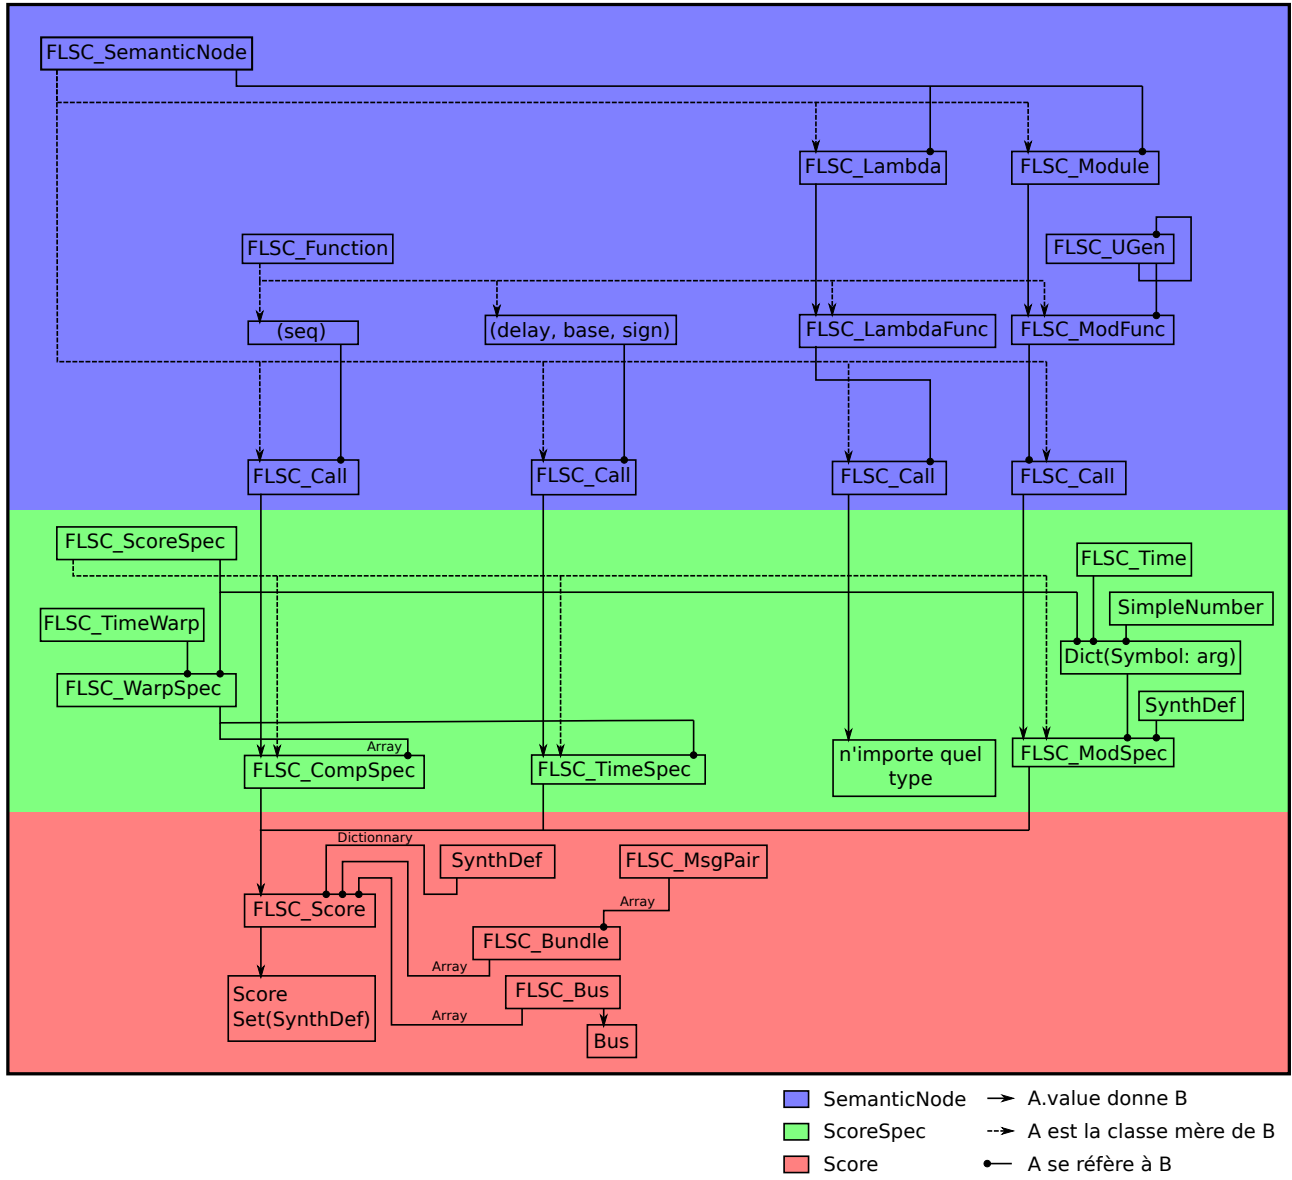 FLSC_SemanticNode
FLSC_Lambda
FLSC_Module
FLSC_Function
FLSC_UGen
(seq)
(delay, base, sign)
FLSC_LambdaFunc
FLSC_ModFunc
FLSC_Call
FLSC_Call
FLSC_Call
FLSC_Call
FLSC_ScoreSpec
FLSC_Time
FLSC_TimeWarp
SimpleNumber
Dict(Symbol: arg)
FLSC_WarpSpec
SynthDef
Array
FLSC_CompSpec
FLSC_TimeSpec
n'importe quel
type
FLSC_ModSpec
Dictionnary
SynthDef
FLSC_MsgPair
FLSC_Score
Array
FLSC_Bundle
Array
FLSC_Bus
Score
Set(SynthDef)
Array
Bus
SemanticNode
A.value donne B
ScoreSpec
A est la classe mère de B
Score
A se réfère à B